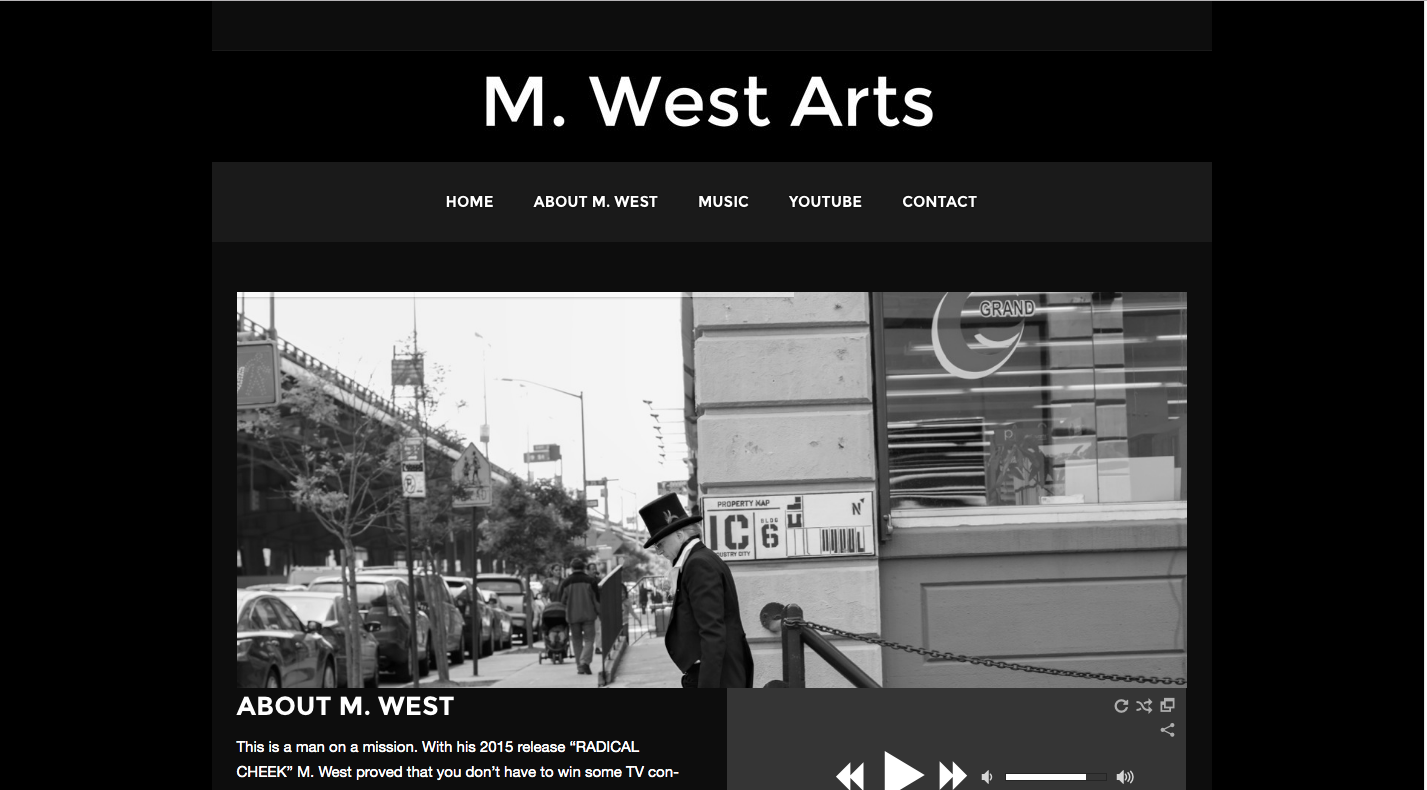 M. West Arts
HOME ABOUT M. WEST MUSIC YOUTUBE CONTACT
GRAND
PROPERTY MAP
N
IC
BLDG
6
USTRY CITY
ABOUT M. WEST
This is a man on a mission. With his 2015 release “RADICAL
CHEEK” M. West proved that you don’t have to win some TV con-